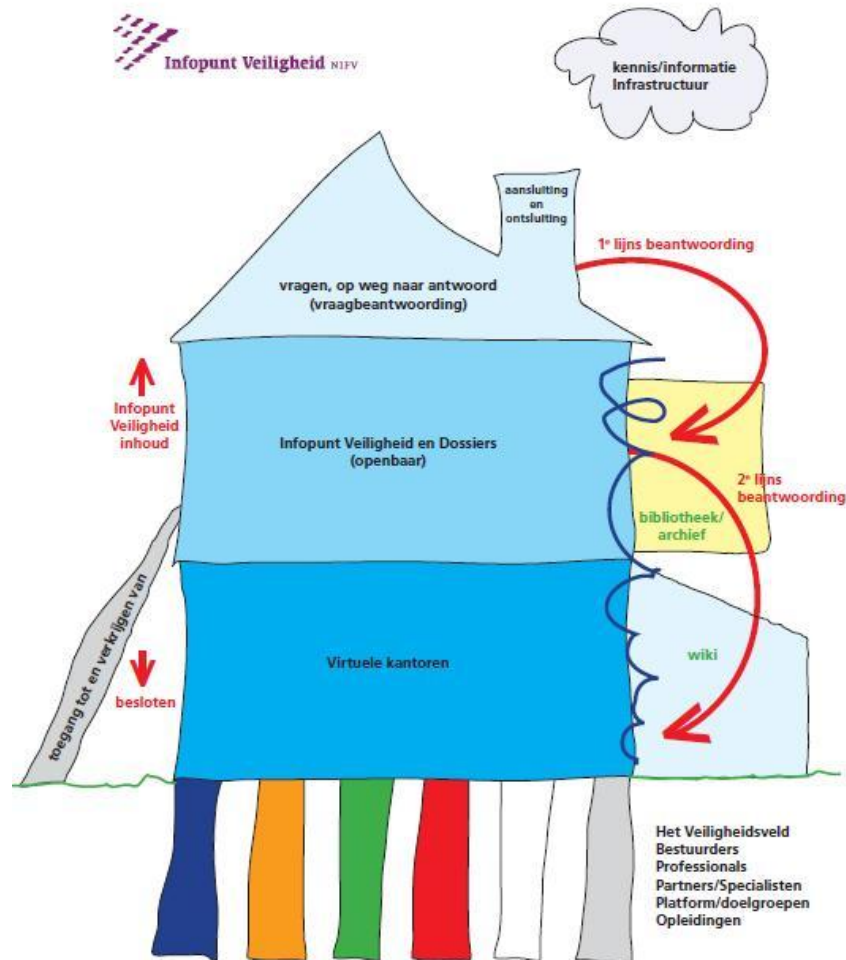 Infopunt Veiligheid NIFV
kennis/informatie
Infrastructuur
aansluiting
en
ontsluiting
1e lijns beantwoording
vragen, op weg naar antwoord
(vraagbeantwoording)
Infopunt
Veiligheid
inhoud
Infopunt Veiligheid en Dossiers
(openbaar)
2e lijns
beantwoording
bibliotheek/
archief
toegang tot en verkrijgen van
besloten
Virtuele kantoren
wiki
Het Veiligheidsveld
Bestuurders
Professionals
Partners/Specialisten
Platform/doelgroepen
Opleidingen